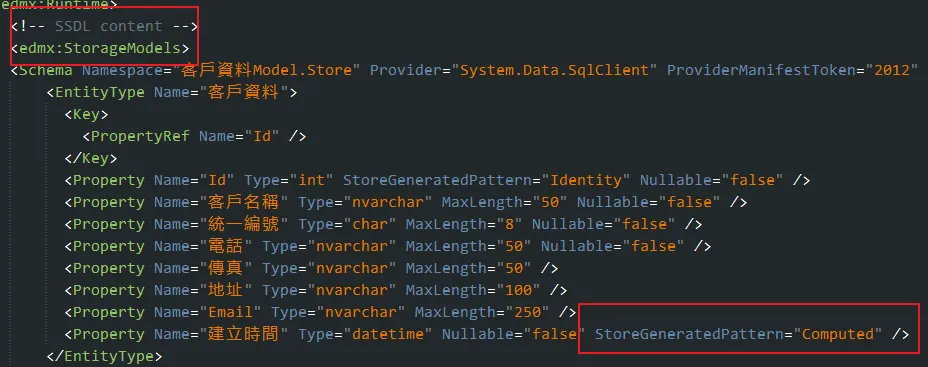 edmx:Runtime>
<!-- SSDL content -->
<edmx:StorageModels>
<Schema Namespace="客戶資料Model.Store" Provider="System.Data.SqlClient" ProviderManifestToken="2012"
<EntityType Name="客戶資料">
<Key>
<PropertyRef Name="Id" />
</Key>
<Property Name="Id" Type="int" StoreGeneratedPattern="Identity" Nullable="false" />
<Property Name="客戶名稱" Type="nvarchar" MaxLength="50" Nullable="false" />
<Property Name="統一編號" Type="char" MaxLength="8" Nullable="false" />
<Property Name="電話" Type="nvarchar" MaxLength="50" Nullable="false" />
<Property Name="傳真" Type="nvarchar" MaxLength="50" />
<Property Name="地址" Type="nvarchar" MaxLength="100" />
<Property Name="Email" Type="nvarchar" MaxLength="250" />
<Property Name="建立時間" Type="datetime" Nullable="false" StoreGeneratedPattern="Computed" />
</EntityType>